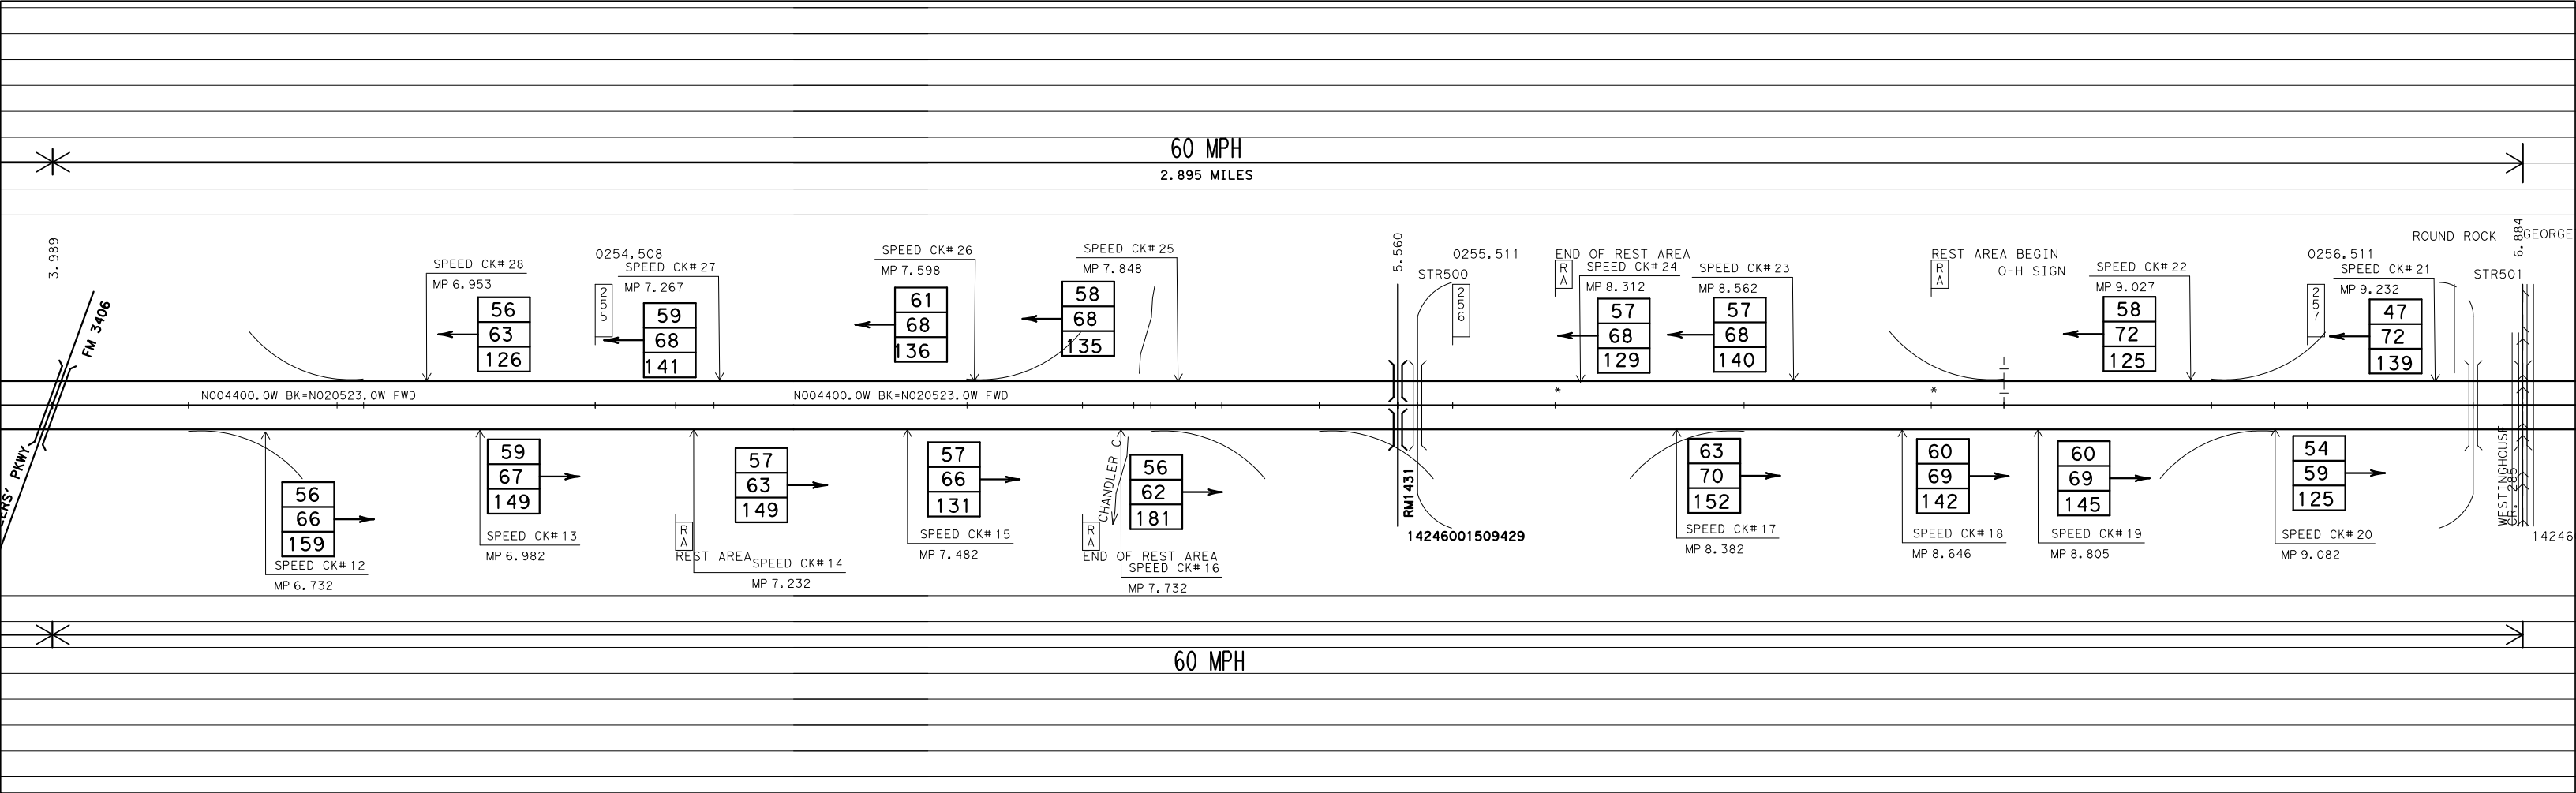 60 MPH
2.895 MILES
3.989
FM 3406
SPEED CK# 28
MP 6.953
56
63
126
0254.508
255
SPEED CK# 27
MP 7.267
59
68
141
SPEED CK# 26
MP 7.598
61
68
136
SPEED CK# 25
MP 7.848
58
68
135
5.560
STR500
0255.511
256
END OF REST AREA
RA
SPEED CK# 24
MP 8.312
57
68
129
SPEED CK# 23
MP 8.562
57
68
140
REST AREA BEGIN
RA
O-H SIGN
SPEED CK# 22
MP 9.027
58
72
125
0256.511
257
SPEED CK# 21
MP 9.232
47
72
139
ROUND ROCK
GEORGE
6.884
STR501
N004400.0W BK=N020523.0W FWD
N004400.0W BK=N020523.0W FWD
*
*
ERS' PKWY
56
66
159
SPEED CK# 12
MP 6.732
59
67
149
SPEED CK# 13
MP 6.982
RA
REST AREA
57
63
149
SPEED CK# 14
MP 7.232
57
66
131
SPEED CK# 15
MP 7.482
CHANDLER C
RA
END OF REST AREA
56
62
181
SPEED CK# 16
MP 7.732
RM1431
14246001509429
63
70
152
SPEED CK# 17
MP 8.382
60
69
142
SPEED CK# 18
MP 8.646
60
69
145
SPEED CK# 19
MP 8.805
54
59
125
SPEED CK# 20
MP 9.082
WESTINGHOUSE
CR. 285
14246
60 MPH